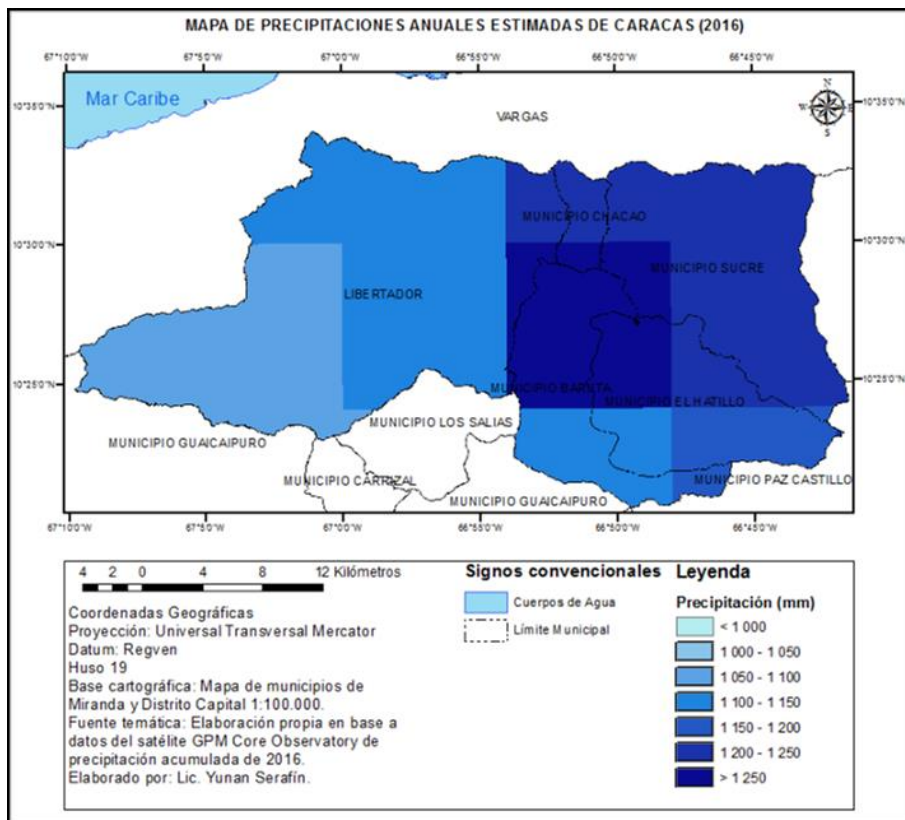 MAPA DE PRECIPITACIONES ANUALES ESTIMADAS DE CARACAS (2016)
67°10'0"W 67°5'0"W 67°0'0"W 66°55'0"W 66°50'0"W 66°45'0"W
Mar Caribe
N
W E
S
10°35'0"N 10°35'0"N
VARGAS
MUNICIPIO CHACAO
10°30'0"N 10°30'0"N
MUNICIPIO SUCRE
LIBERTADOR
10°25'0"N 10°25'0"N
MUNICIPIO BARUTA
MUNICIPIO EL HATILLO
MUNICIPIO LOS SALIAS
MUNICIPIO GUAICAIPURO
MUNICIPIO CARRIZAL
MUNICIPIO PAZ CASTILLO
MUNICIPIO GUAICAIPURO
67°10'0"W 67°5'0"W 67°0'0"W 66°55'0"W 66°50'0"W 66°45'0"W
4 2 0 4 8 12 Kilómetros
Coordenadas Geográficas
Proyección: Universal Transversal Mercator
Datum: Regven
Huso 19
Base cartográfica: Mapa de municipios de
Miranda y Distrito Capital 1:100.000.
Fuente temática: Elaboración propia en base a
datos del satélite GPM Core Observatory de
precipitación acumulada de 2016.
Elaborado por: Lic. Yunan Serafín.
Signos convencionales
Cuerpos de Agua
Límite Municipal
Leyenda
Precipitación (mm)
< 1 000
1 000 - 1 050
1 050 - 1 100
1 100 - 1 150
1 150 - 1 200
1 200 - 1 250
> 1 250